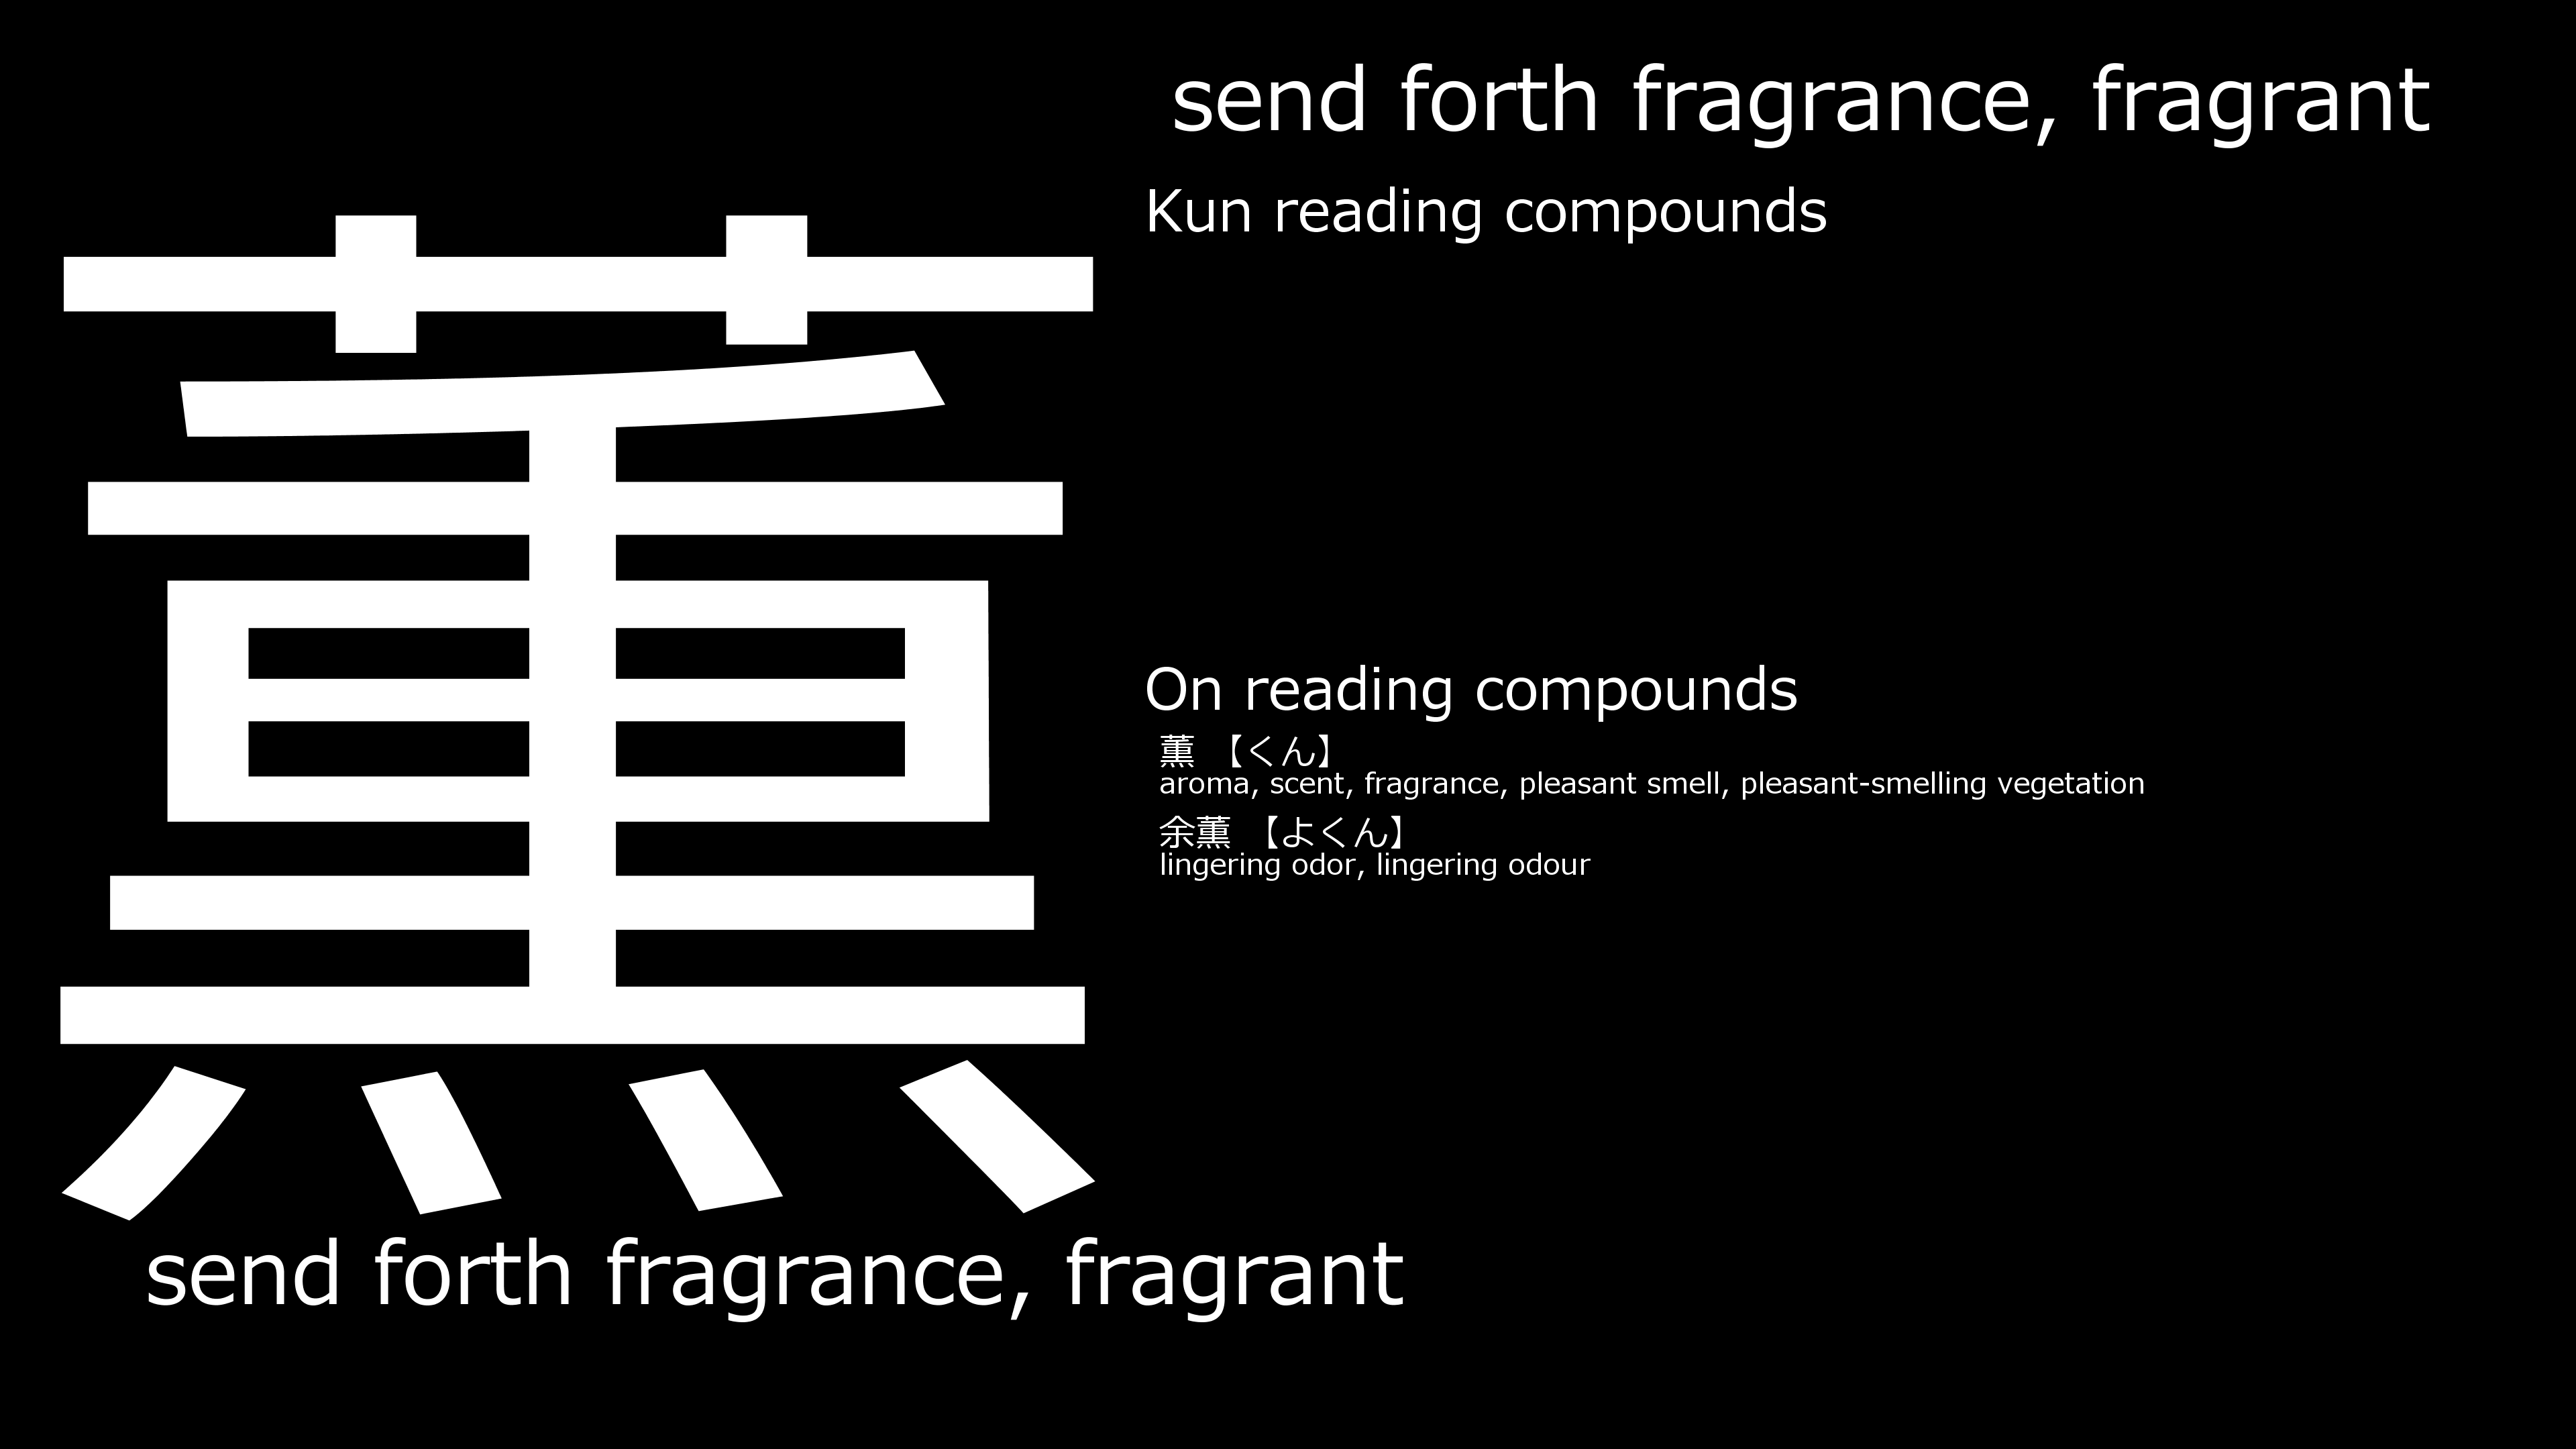 薫
send forth fragrance, fragrant
send forth fragrance, fragrant
Kun reading compounds
On reading compounds
薫 【くん】
aroma, scent, fragrance, pleasant smell, pleasant-smelling vegetation
余薫 【よくん】
lingering odor, lingering odour